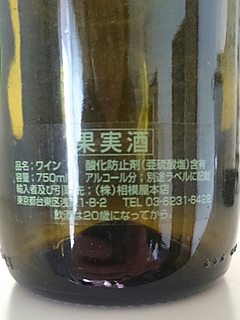 果実酒
品名:ワイン 酸化防止剤(亜硫酸塩)含有
容量:750ml アルコール分:別途ラベルに記載
輸入者及び引取先:(株)相模屋本店
東京都台東区浅草1-8-2 TEL 03-6231-6422
飲酒は20歳になってから。